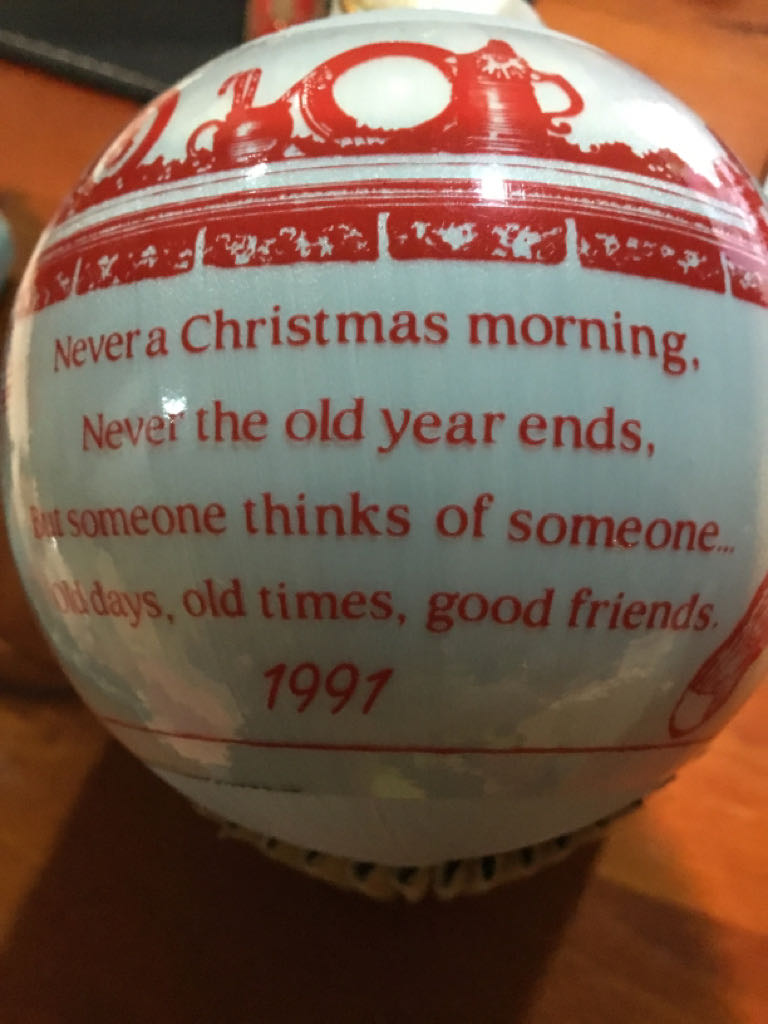 Never a Christmas morning,
Never the old year ends,
But someone thinks of someone...
Old days, old times, good friends.
1991